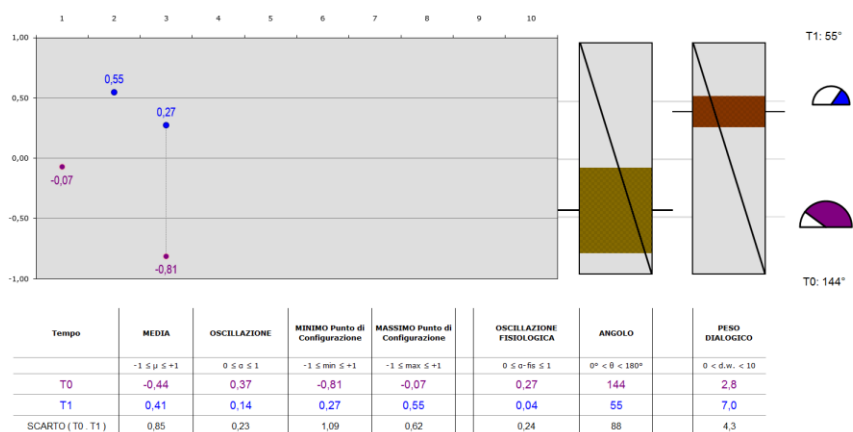 1 2 3 4 5 6 7 8 9 10
1,00
T1: 55°
0,55
0,50
0,27
0,00
-0,07
-0,50
-0,81
-1,00
T0: 144°
Tempo MEDIA OSCILLAZIONE MINIMO Punto di Configurazione MASSIMO Punto di Configurazione OSCILLAZIONE FISIOLOGICA ANGOLO PESO DIALOGICO
-1 ≤ μ ≤ +1 0 ≤ α ≤ 1 -1 ≤ min ≤ +1 -1 ≤ max ≤ +1 0 ≤ α-fis ≤ 1 0° < θ < 180° 0 < d.w. < 10
T0 -0,44 0,37 -0,81 -0,07 0,27 144 2,8
T1 0,41 0,14 0,27 0,55 0,04 55 7,0
SCARTO ( T0 . T1 ) 0,85 0,23 1,09 0,62 0,24 88 4,3